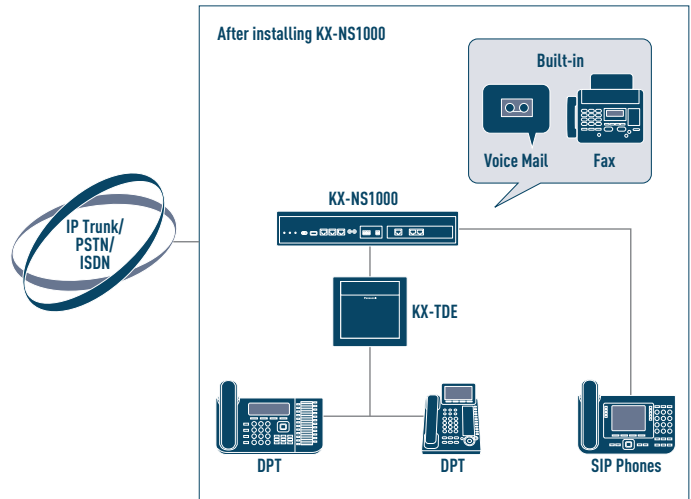 After installing KX-NS1000
Built-in
Voice Mail
Fax
KX-NS1000
IP Trunk/
PSTN/
ISDN
Panasonic
KX-TDE
DPT
DPT
SIP Phones